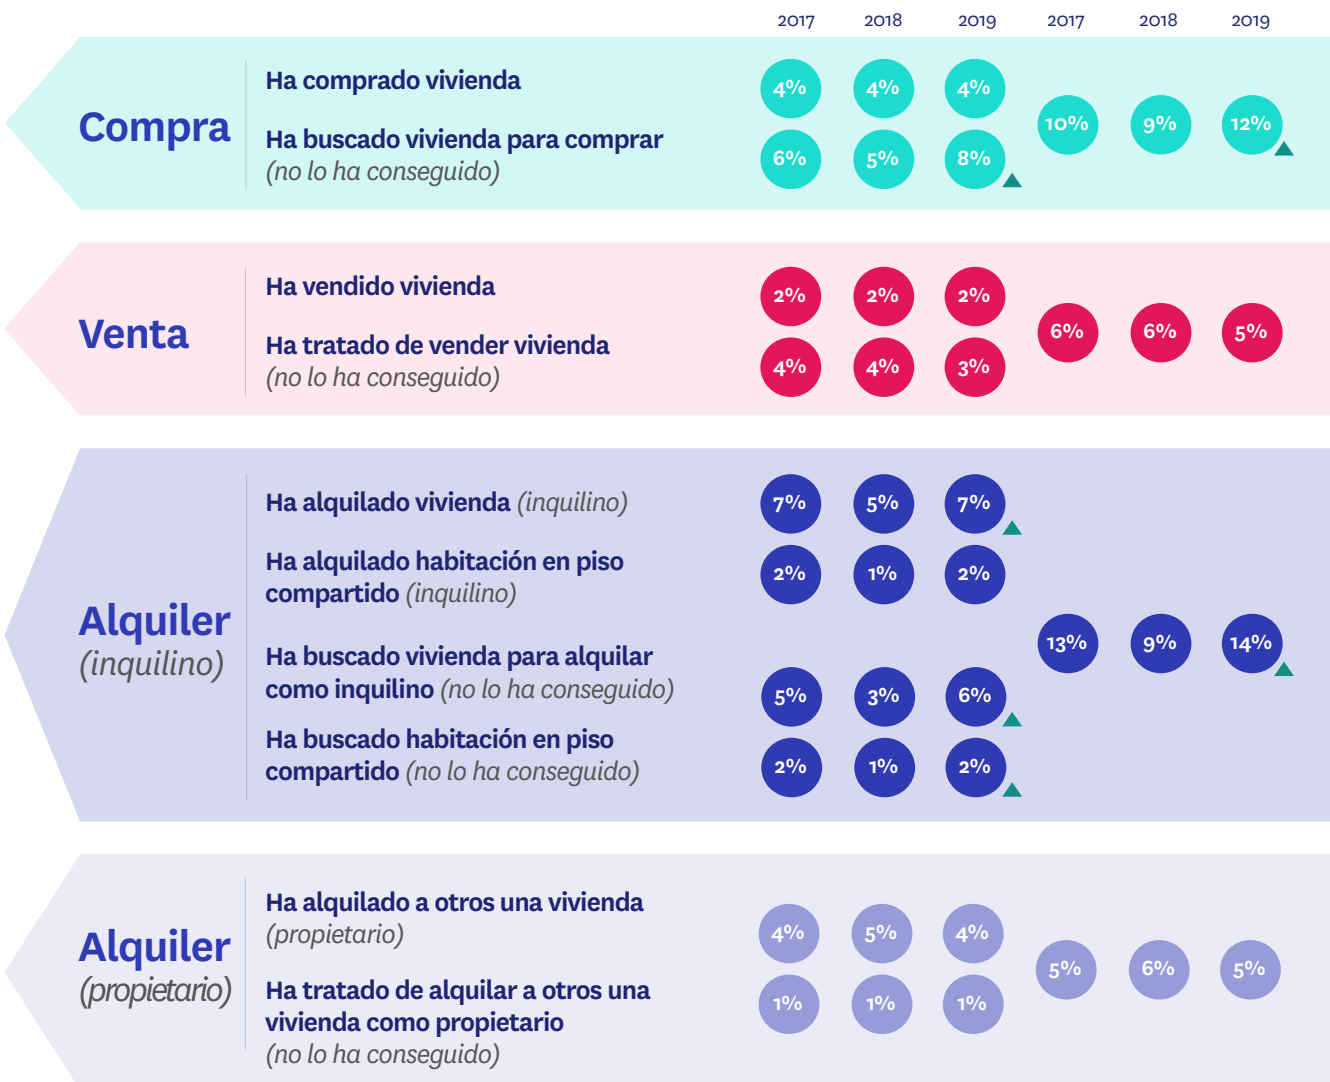 2017 2018 2019 2017 2018 2019
Compra
Ha comprado vivienda
4% 4% 4%
Ha buscado vivienda para comprar
(no lo ha conseguido)
6% 5% 8%
10% 9% 12%
Venta
Ha vendido vivienda
2% 2% 2%
Ha tratado de vender vivienda
(no lo ha conseguido)
4% 4% 3%
6% 6% 5%
Alquiler
(inquilino)
Ha alquilado vivienda (inquilino)
7% 5% 7%
Ha alquilado habitación en piso
compartido (inquilino)
2% 1% 2%
Ha buscado vivienda para alquilar
como inquilino (no lo ha conseguido)
5% 3% 6%
Ha buscado habitación en piso
compartido (no lo ha conseguido)
2% 1% 2%
13% 9% 14%
Alquiler
(propietario)
Ha alquilado a otros una vivienda
(propietario)
4% 5% 4%
Ha tratado de alquilar a otros una
vivienda como propietario
(no lo ha conseguido)
1% 1% 1%
5% 6% 5%